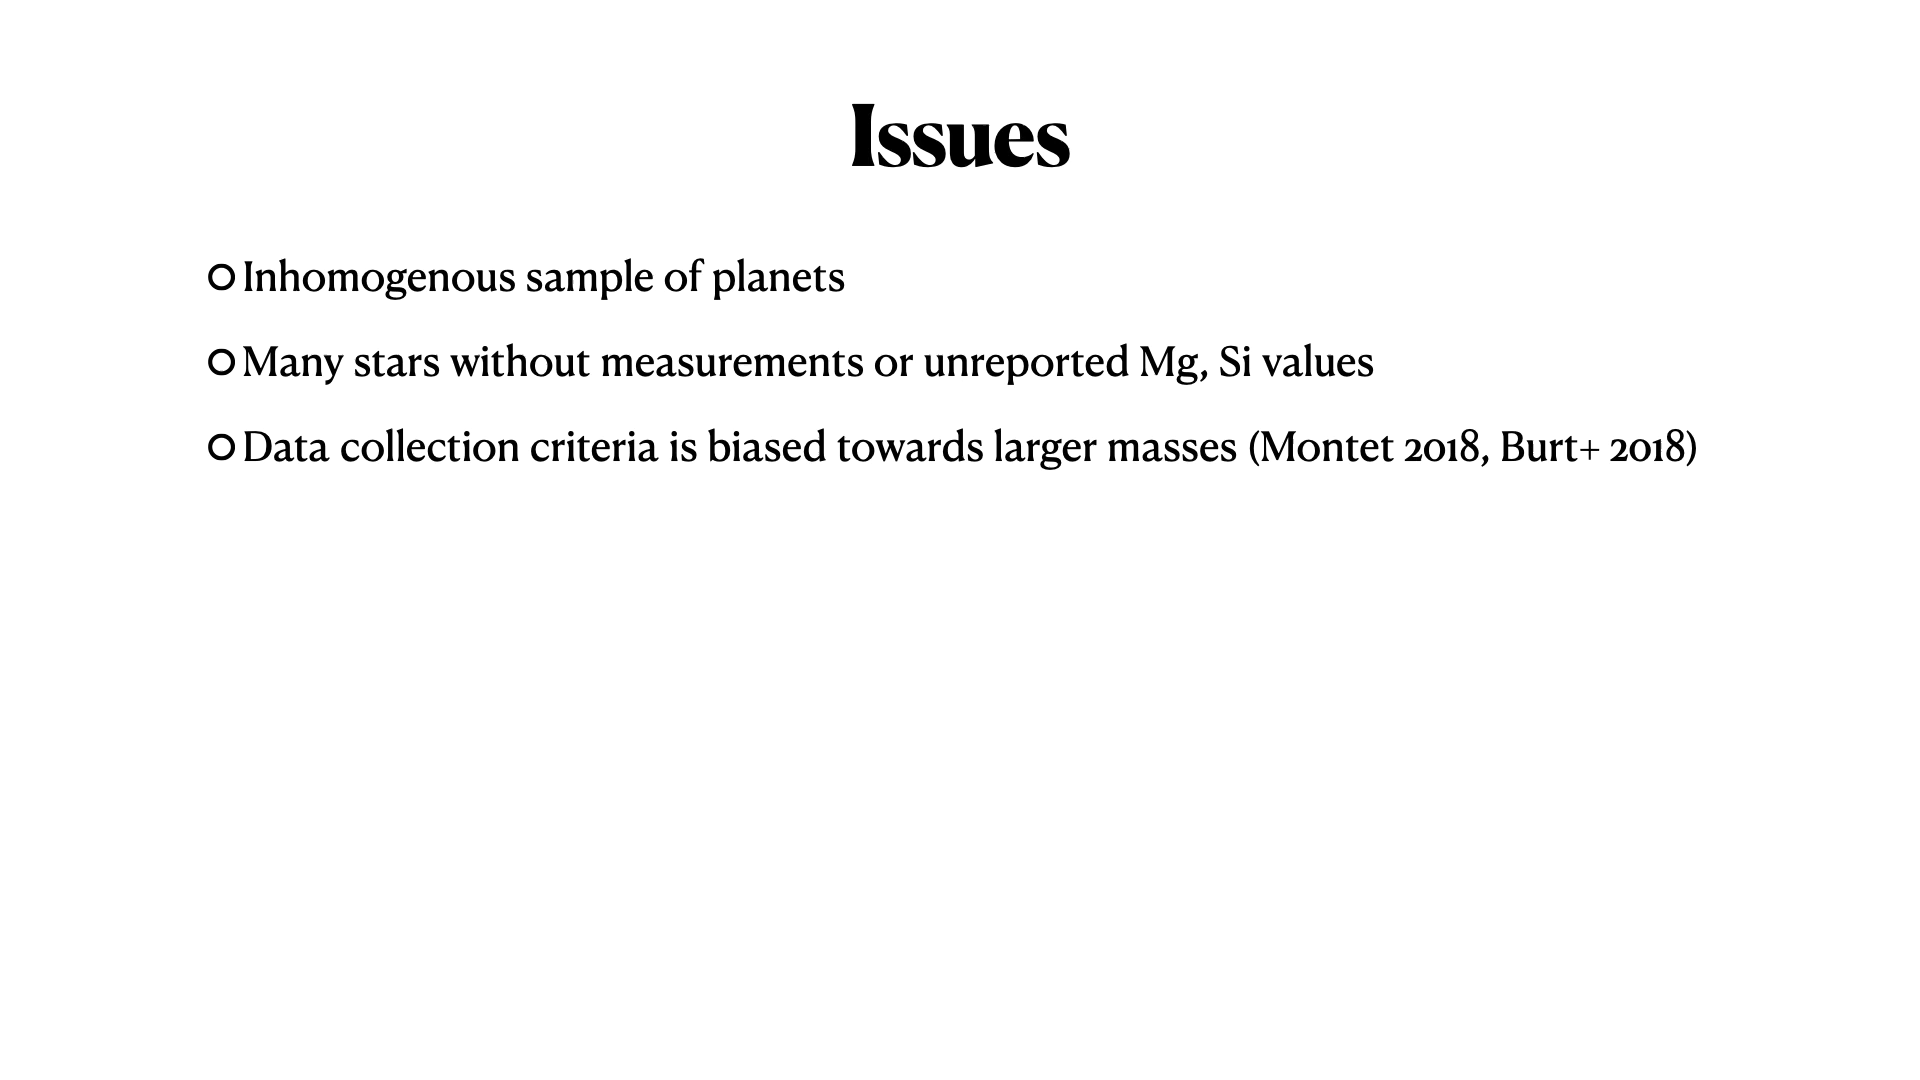 Issues
Inhomogenous sample of planets
Many stars without measurements or unreported Mg, Si values
Data collection criteria is biased towards larger masses (Montet 2018, Burt+ 2018)